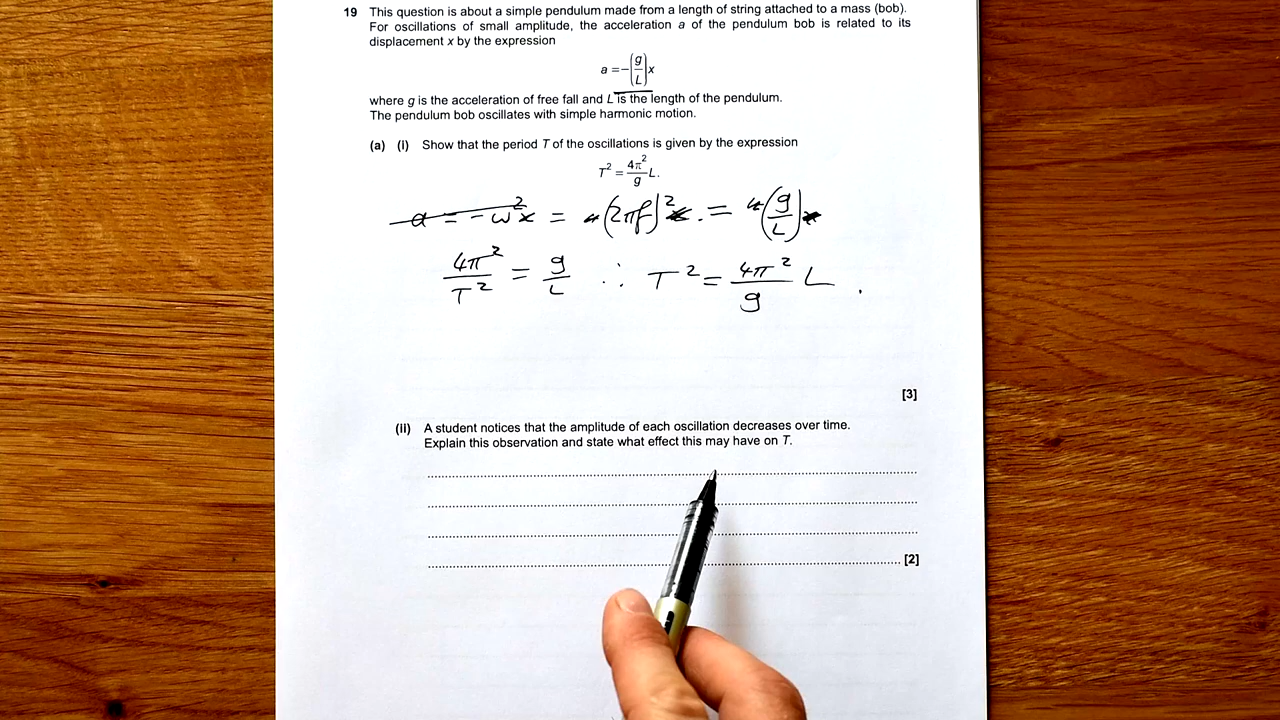 19 This question is about a simple pendulum made from a length of string attached to a mass (bob).
For oscillations of small amplitude, the acceleration a of the pendulum bob is related to its
displacement x by the expression
a = −(g/L)x
where g is the acceleration of free fall and L is the length of the pendulum.
The pendulum bob oscillates with simple harmonic motion.
(a) (i) Show that the period T of the oscillations is given by the expression
T² = 4π²/g L.
a = −ω²x = (2πf)²x. = (g/L)x
4π²/T² = g/L ∴ T² = 4π²/g L .
[3]
(ii) A student notices that the amplitude of each oscillation decreases over time.
Explain this observation and state what effect this may have on T.
[2]